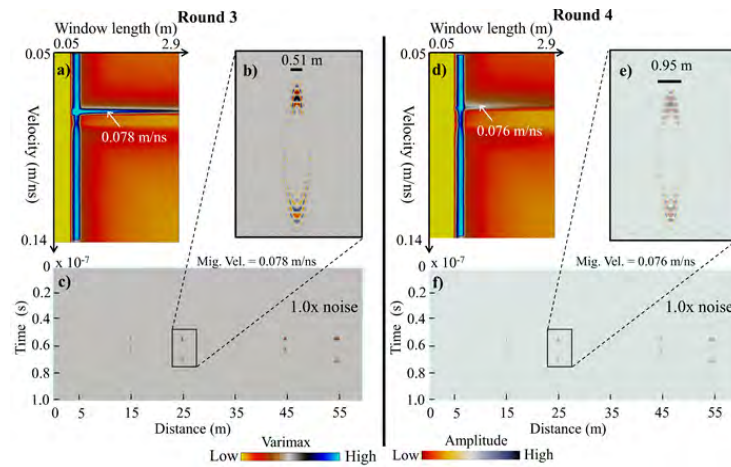 Round 3
Round 4
Window length (m)
0.05 2.9
Window length (m)
0.05 2.9
0.05
Velocity (m/ns)
0.14
a)
0.078 m/ns
b)
0.51 m
0.05
Velocity (m/ns)
0.14
d)
0.076 m/ns
e)
0.95 m
Mig. Vel. = 0.078 m/ns
Mig. Vel. = 0.076 m/ns
0 x 10-7
c)
1.0x noise
Time (s)
0.2
0.4
0.6
0.8
1.0
0 5 15 25 35 45 55
Distance (m)
0 x 10-7
f)
1.0x noise
Time (s)
0.2
0.4
0.6
0.8
1.0
0 5 15 25 35 45 55
Distance (m)
Varimax
Low High
Amplitude
Low High